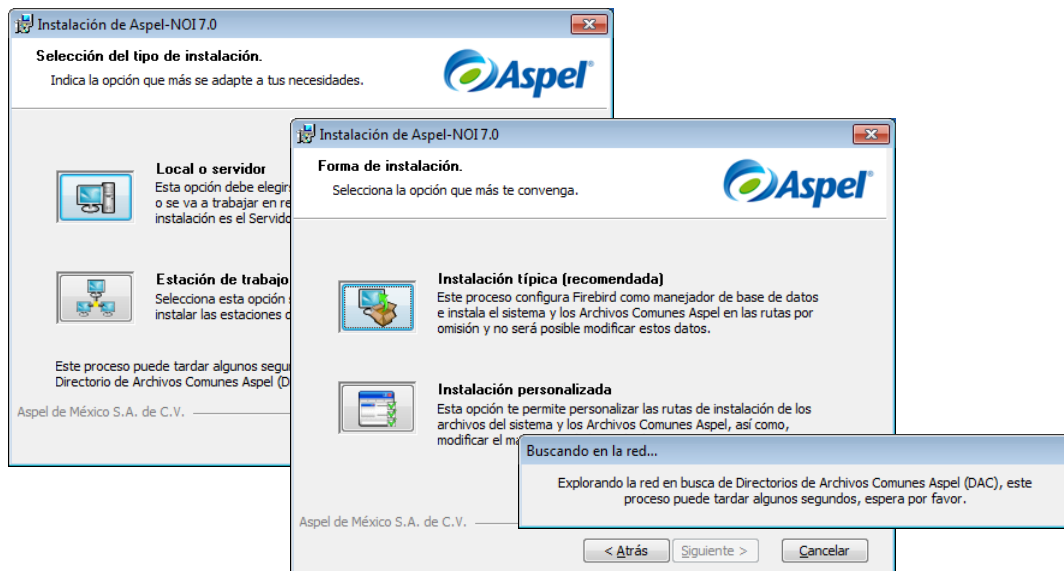 Instalación de Aspel-NOI 7.0
Selección del tipo de instalación.
Indica la opción que más se adapte a tus necesidades.
Aspel
Local o servidor
Esta opción debe elegir
o se va a trabajar en re
instalación es el Servido
Estación de trabajo
Selecciona esta opción
instalar las estaciones
Este proceso puede tardar algunos segu
Directorio de Archivos Comunes Aspel (D
Aspel de México S.A. de C.V.
Instalación de Aspel-NOI 7.0
Forma de instalación.
Selecciona la opción que más te convenga.
Aspel
Instalación típica (recomendada)
Este proceso configura Firebird como manejador de base de datos
e instala el sistema y los Archivos Comunes Aspel en las rutas por
omisión y no será posible modificar estos datos.
Instalación personalizada
Esta opción te permite personalizar las rutas de instalación de los
archivos del sistema y los Archivos Comunes Aspel, así como,
modificar el ma
Aspel de México S.A. de C.V.
< Atrás
Siguiente >
Cancelar
Buscando en la red...
Explorando la red en busca de Directorios de Archivos Comunes Aspel (DAC), este
proceso puede tardar algunos segundos, espera por favor.